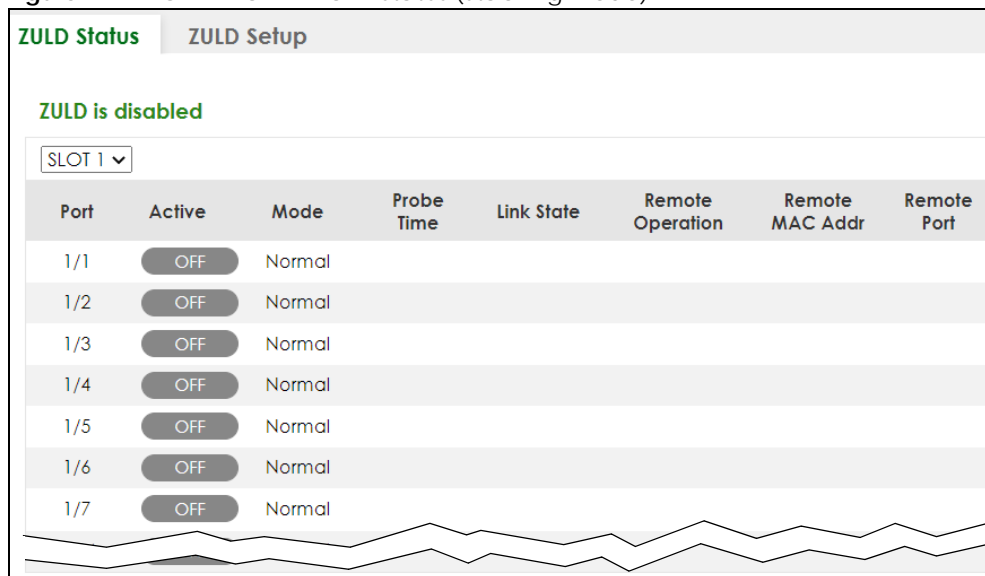 ZULD Status ZULD Setup
ZULD is disabled
SLOT 1
Port Active Mode Probe Time Link State Remote Operation Remote MAC Addr Remote Port
1/1 OFF Normal
1/2 OFF Normal
1/3 OFF Normal
1/4 OFF Normal
1/5 OFF Normal
1/6 OFF Normal
1/7 OFF Normal